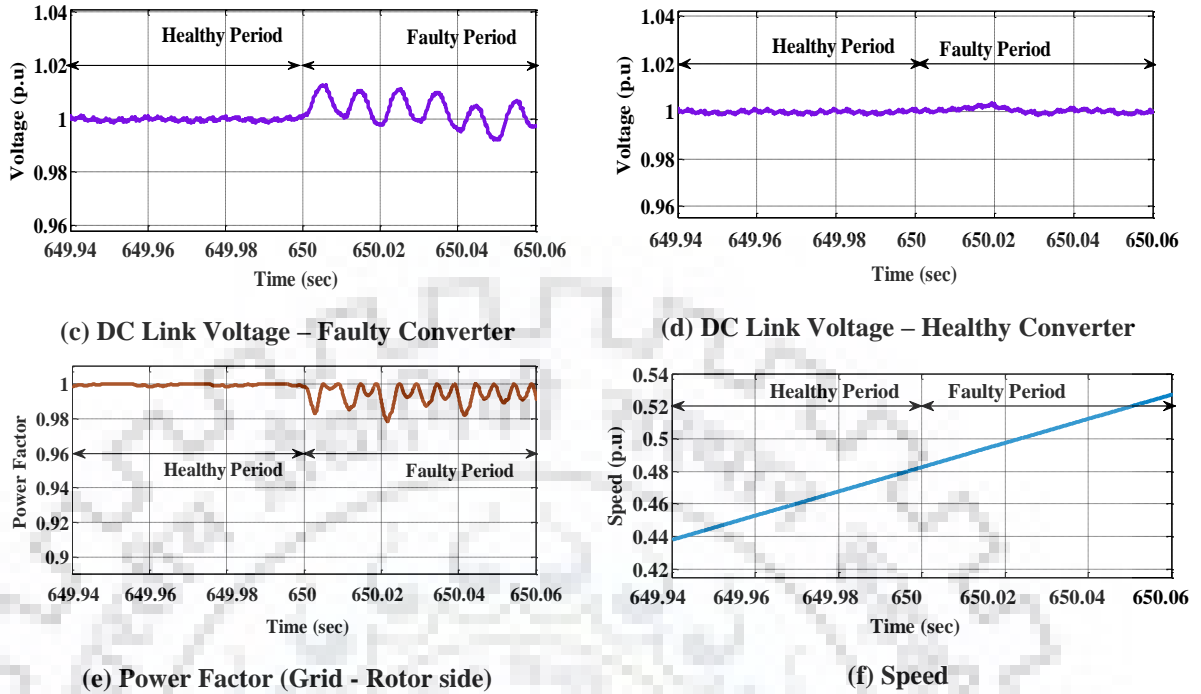 1.04
1.02
1
0.98
0.96
Voltage (p.u)
Healthy Period
Faulty Period
649.94 649.96 649.98 650 650.02 650.04 650.06
Time (sec)
(c) DC Link Voltage – Faulty Converter
1.04
1.02
1
0.98
0.96
Voltage (p.u)
Healthy Period
Faulty Period
649.94 649.96 649.98 650 650.02 650.04 650.06
Time (sec)
(d) DC Link Voltage – Healthy Converter
1
0.98
0.96
0.94
0.92
0.9
Power Factor
Healthy Period
Faulty Period
649.94 649.96 649.98 650 650.02 650.04 650.06
Time (sec)
(e) Power Factor (Grid - Rotor side)
0.54
0.52
0.5
0.48
0.46
0.44
0.42
Speed (p.u)
Healthy Period
Faulty Period
649.94 649.96 649.98 650 650.02 650.04 650.06
Time (sec)
(f) Speed